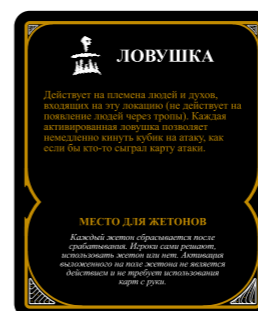 ЛОВУШКА
Действует на племена людей и духов,
входящих на эту локацию (не действует на
появление людей через тропы). Каждая
активированная ловушка позволяет
немедленно кинуть кубик на атаку, как
если бы кто-то сыграл карту атаки.
МЕСТО ДЛЯ ЖЕТОНОВ
Каждый жетон сбрасывается после
срабатывания. Игроки сами решают,
использовать жетон или нет. Активация
выложенного на поле жетона не является
действием и не требует использования
карт с руки.